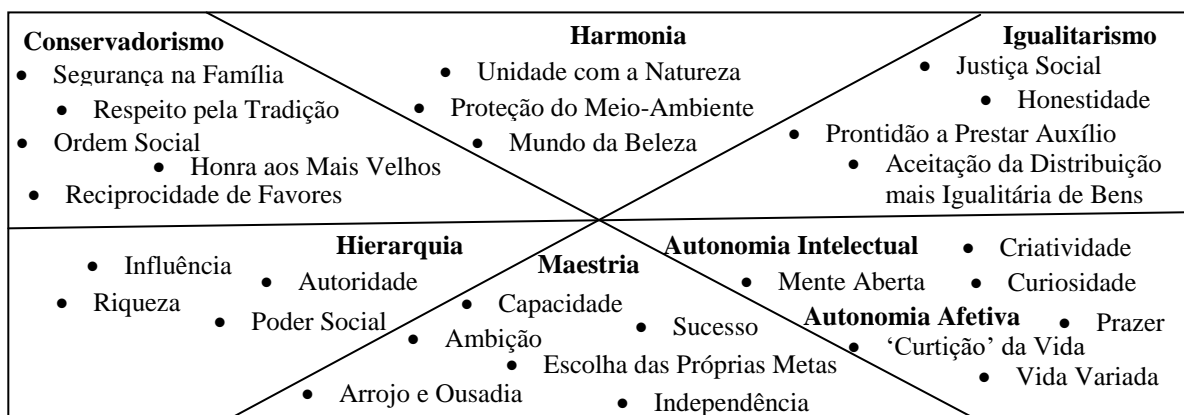 Conservadorismo
• Segurança na Família
• Respeito pela Tradição
• Ordem Social
• Honra aos Mais Velhos
• Reciprocidade de Favores
Harmonia
• Unidade com a Natureza
• Proteção do Meio-Ambiente
• Mundo da Beleza
Igualitarismo
• Justiça Social
• Honestidade
• Prontidão a Prestar Auxílio
• Aceitação da Distribuição
mais Igualitária de Bens
Hierarquia
• Influência
• Autoridade
• Riqueza
• Poder Social
Maestria
• Capacidade
• Sucesso
• Ambição
• Escolha das Próprias Metas
• Arrojo e Ousadia
• Independência
Autonomia Intelectual
• Criatividade
• Mente Aberta
• Curiosidade
Autonomia Afetiva
• Prazer
• ‘Curtição’ da Vida
• Vida Variada